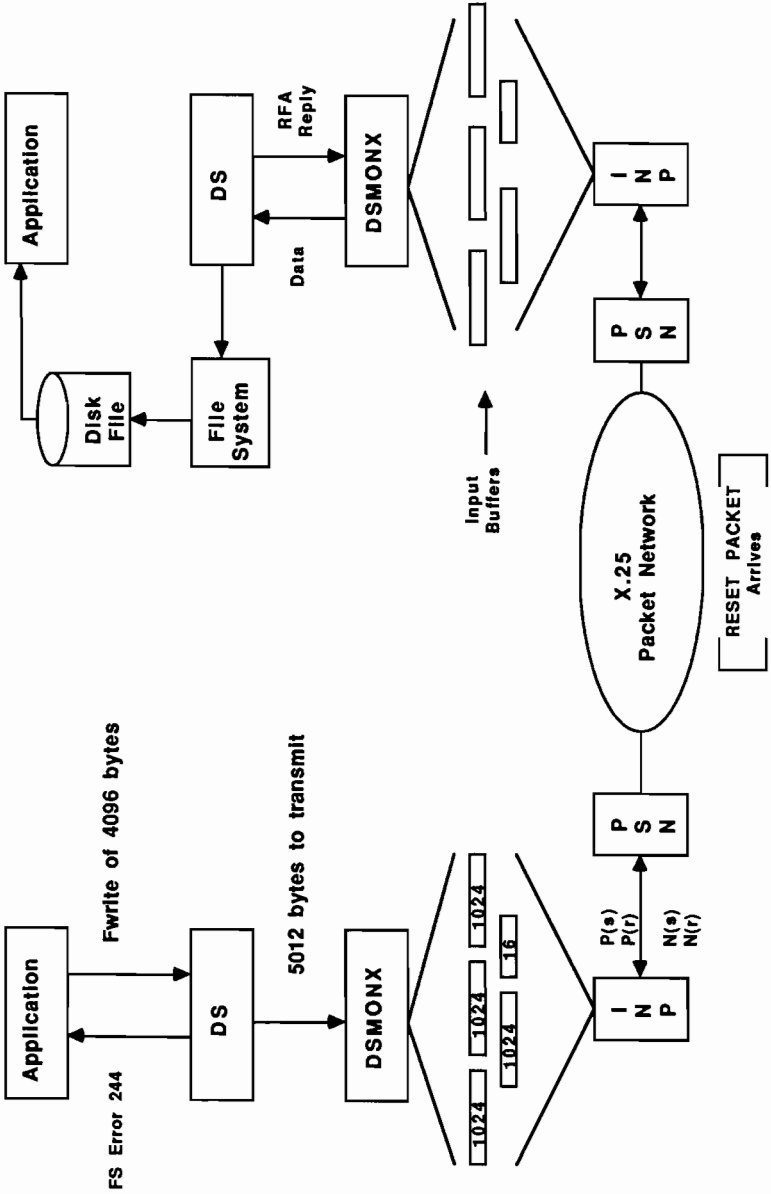 Application
FS Error 244
Fwrite of 4096 bytes
DS
5012 bytes to transmit
DSMONX
1024
1024
1024
1024
16
I
N
P
P(s)
P(r)
N(s)
N(r)
P
S
N
X.25
Packet Network
RESET PACKET
Arrives
Application
Disk
File
File
System
DS
Data
RFA
Reply
DSMONX
Input
Buffers
P
S
N
I
N
P